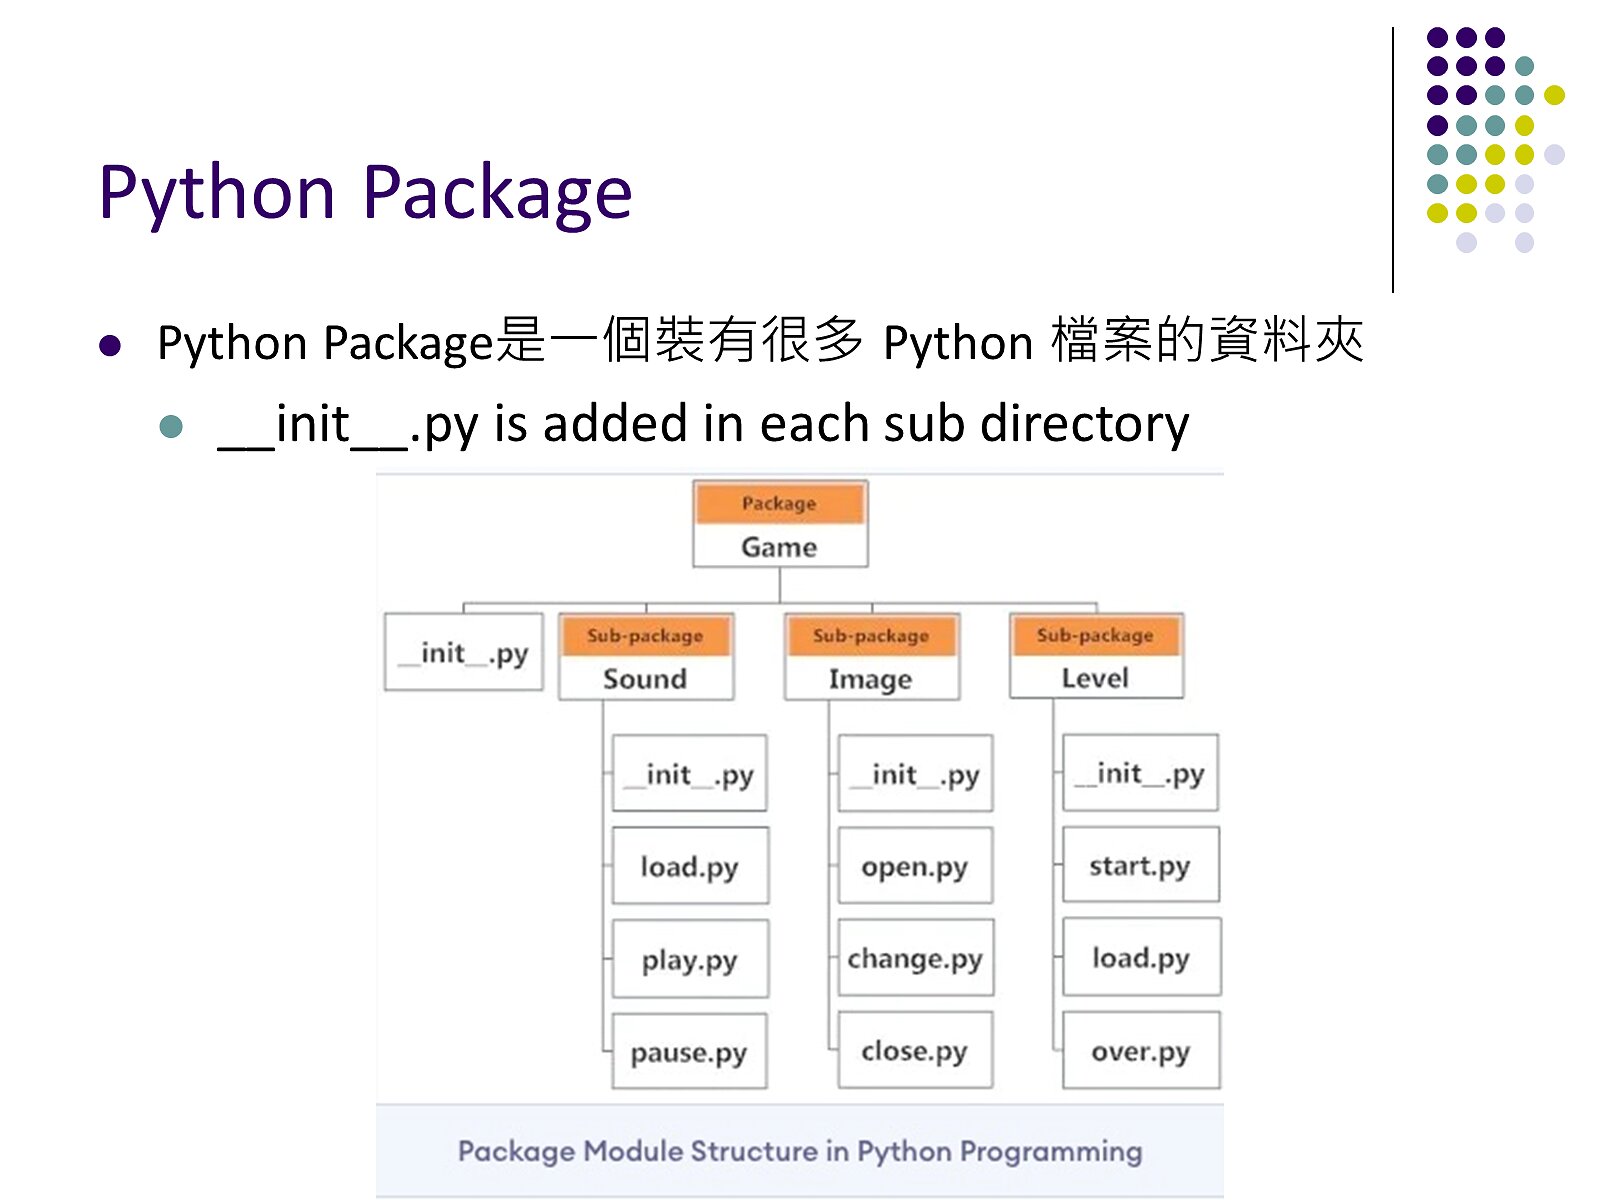 Python Package
Python Package是一個裝有很多 Python 檔案的資料夾
__init__.py is added in each sub directory
Package
Game
__init__.py
Sub-package
Sound
Sub-package
Image
Sub-package
Level
__init__.py
__init__.py
__init__.py
load.py
open.py
start.py
play.py
change.py
load.py
pause.py
close.py
over.py
Package Module Structure in Python Programming